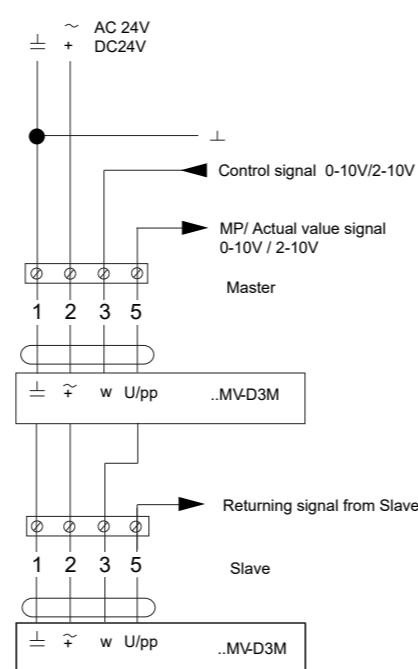 ~ AC 24V
⊥ + DC24V
⊥
Control signal 0-10V/2-10V
MP/ Actual value signal
0-10V / 2-10V
Master
1 2 3 5
⊥ ~+ w U/pp ..MV-D3M
Returning signal from Slave
1 2 3 5
Slave
⊥ ~+ w U/pp ..MV-D3M